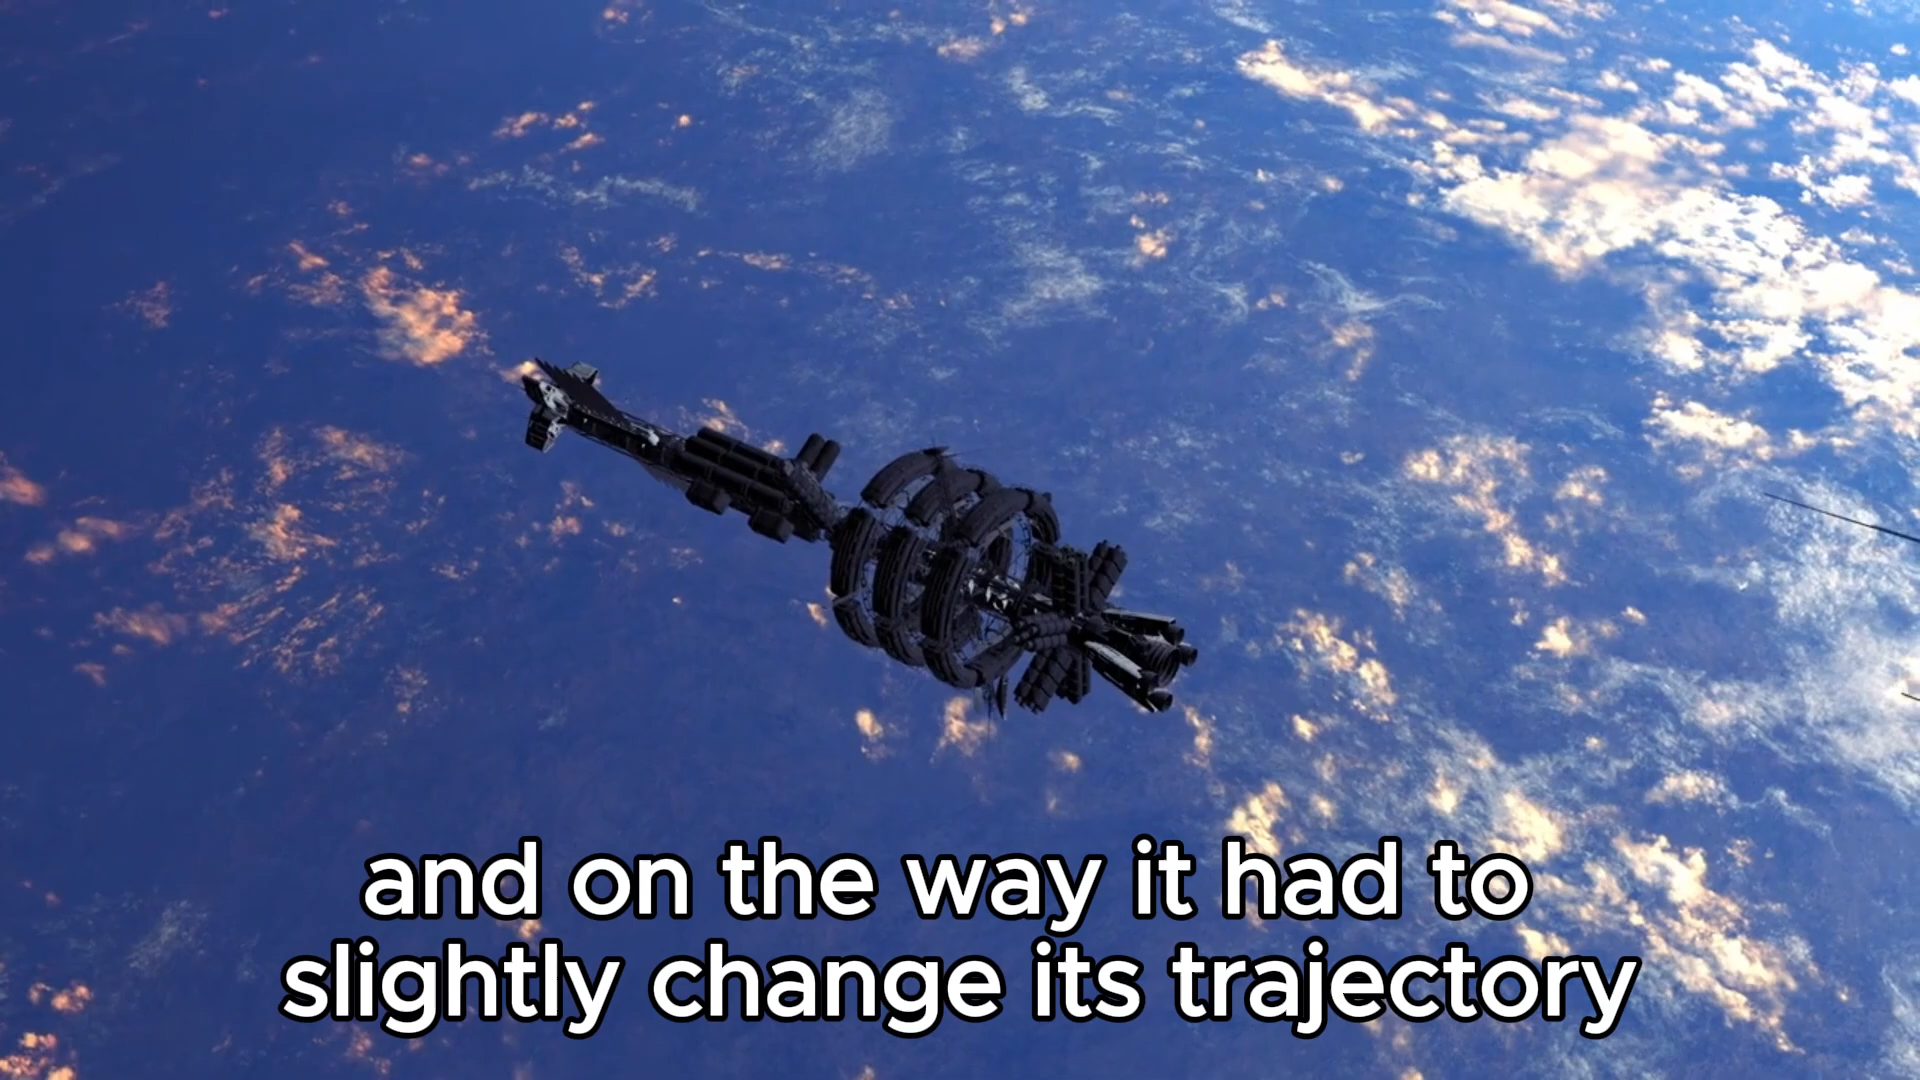 and on the way it had to
slightly change its trajectory